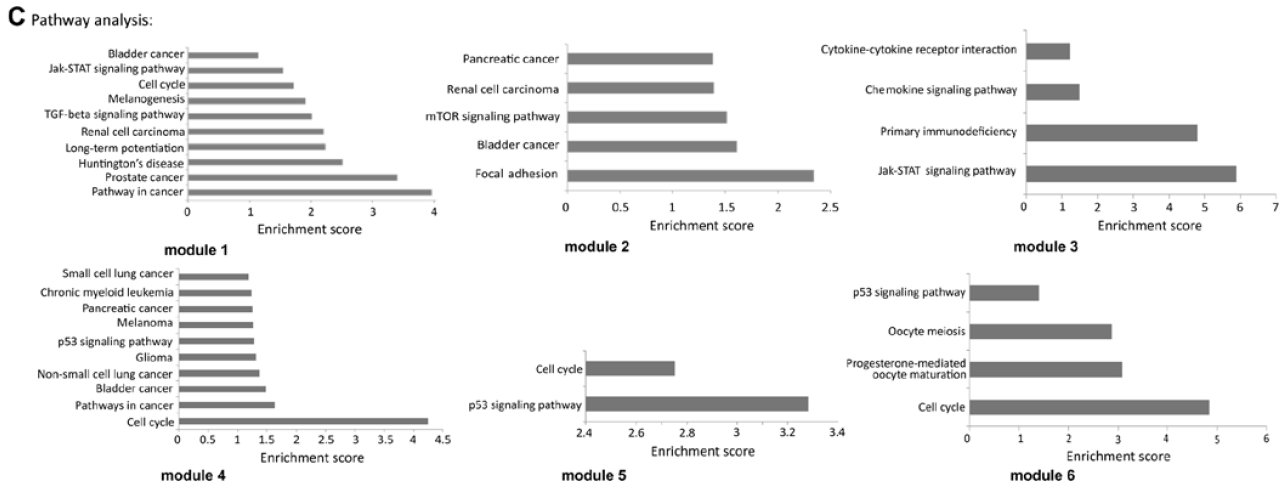 C Pathway analysis:
Bladder cancer
Jak-STAT signaling pathway
Cell cycle
Melanogenesis
TGF-beta signaling pathway
Renal cell carcinoma
Long-term potentiation
Huntington's disease
Prostate cancer
Pathway in cancer
0 1 2 3 4
Enrichment score
module 1
Pancreatic cancer
Renal cell carcinoma
mTOR signaling pathway
Bladder cancer
Focal adhesion
0 0.5 1 1.5 2 2.5
Enrichment score
module 2
Cytokine-cytokine receptor interaction
Chemokine signaling pathway
Primary immunodeficiency
Jak-STAT signaling pathway
0 1 2 3 4 5 6 7
Enrichment score
module 3
Small cell lung cancer
Chronic myeloid leukemia
Pancreatic cancer
Melanoma
p53 signaling pathway
Glioma
Non-small cell lung cancer
Bladder cancer
Pathways in cancer
Cell cycle
0 0.5 1 1.5 2 2.5 3 3.5 4 4.5
Enrichment score
module 4
Cell cycle
p53 signaling pathway
2.4 2.6 2.8 3 3.2 3.4
Enrichment score
module 5
p53 signaling pathway
Oocyte meiosis
Progesterone-mediated
oocyte maturation
Cell cycle
0 1 2 3 4 5 6
Enrichment score
module 6